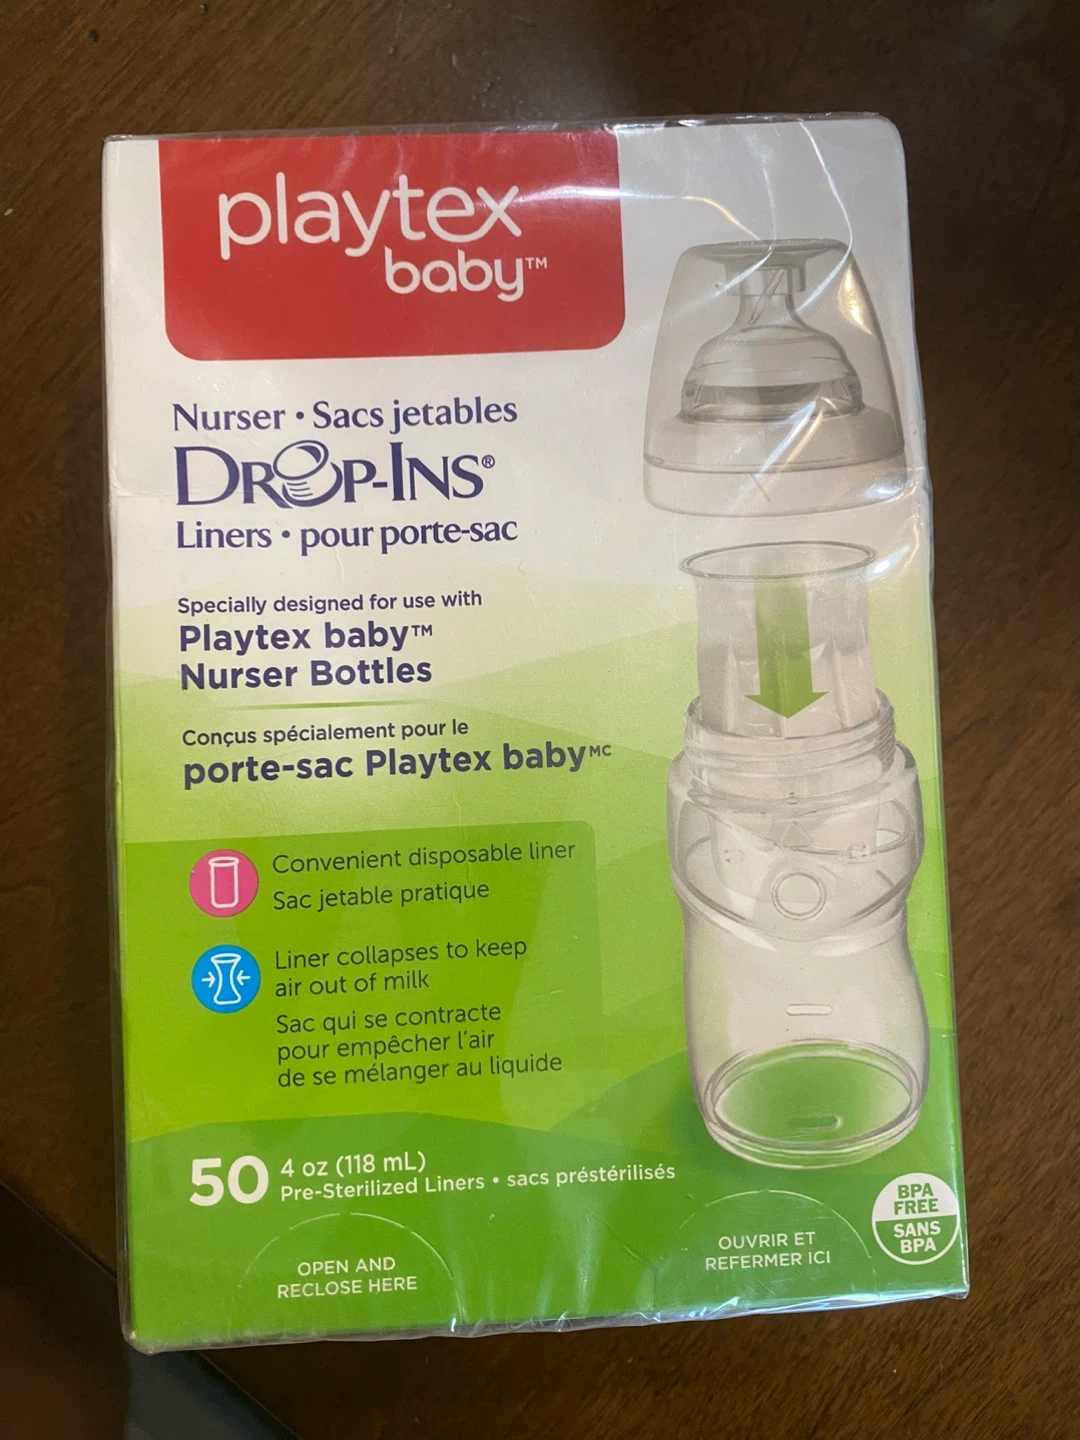 playtex
baby™
Nurser • Sacs jetables
DROP-INS®
Liners • pour porte-sac
Specially designed for use with
Playtex baby™
Nurser Bottles
Conçus spécialement pour le
porte-sac Playtex babyMC
Convenient disposable liner
Sac jetable pratique
Liner collapses to keep
air out of milk
Sac qui se contracte
pour empêcher l'air
de se mélanger au liquide
50 4 oz (118 mL)
Pre-Sterilized Liners • sacs préstérilisés
OPEN AND
RECLOSE HERE
OUVRIR ET
REFERMER ICI
BPA
FREE
SANS
BPA